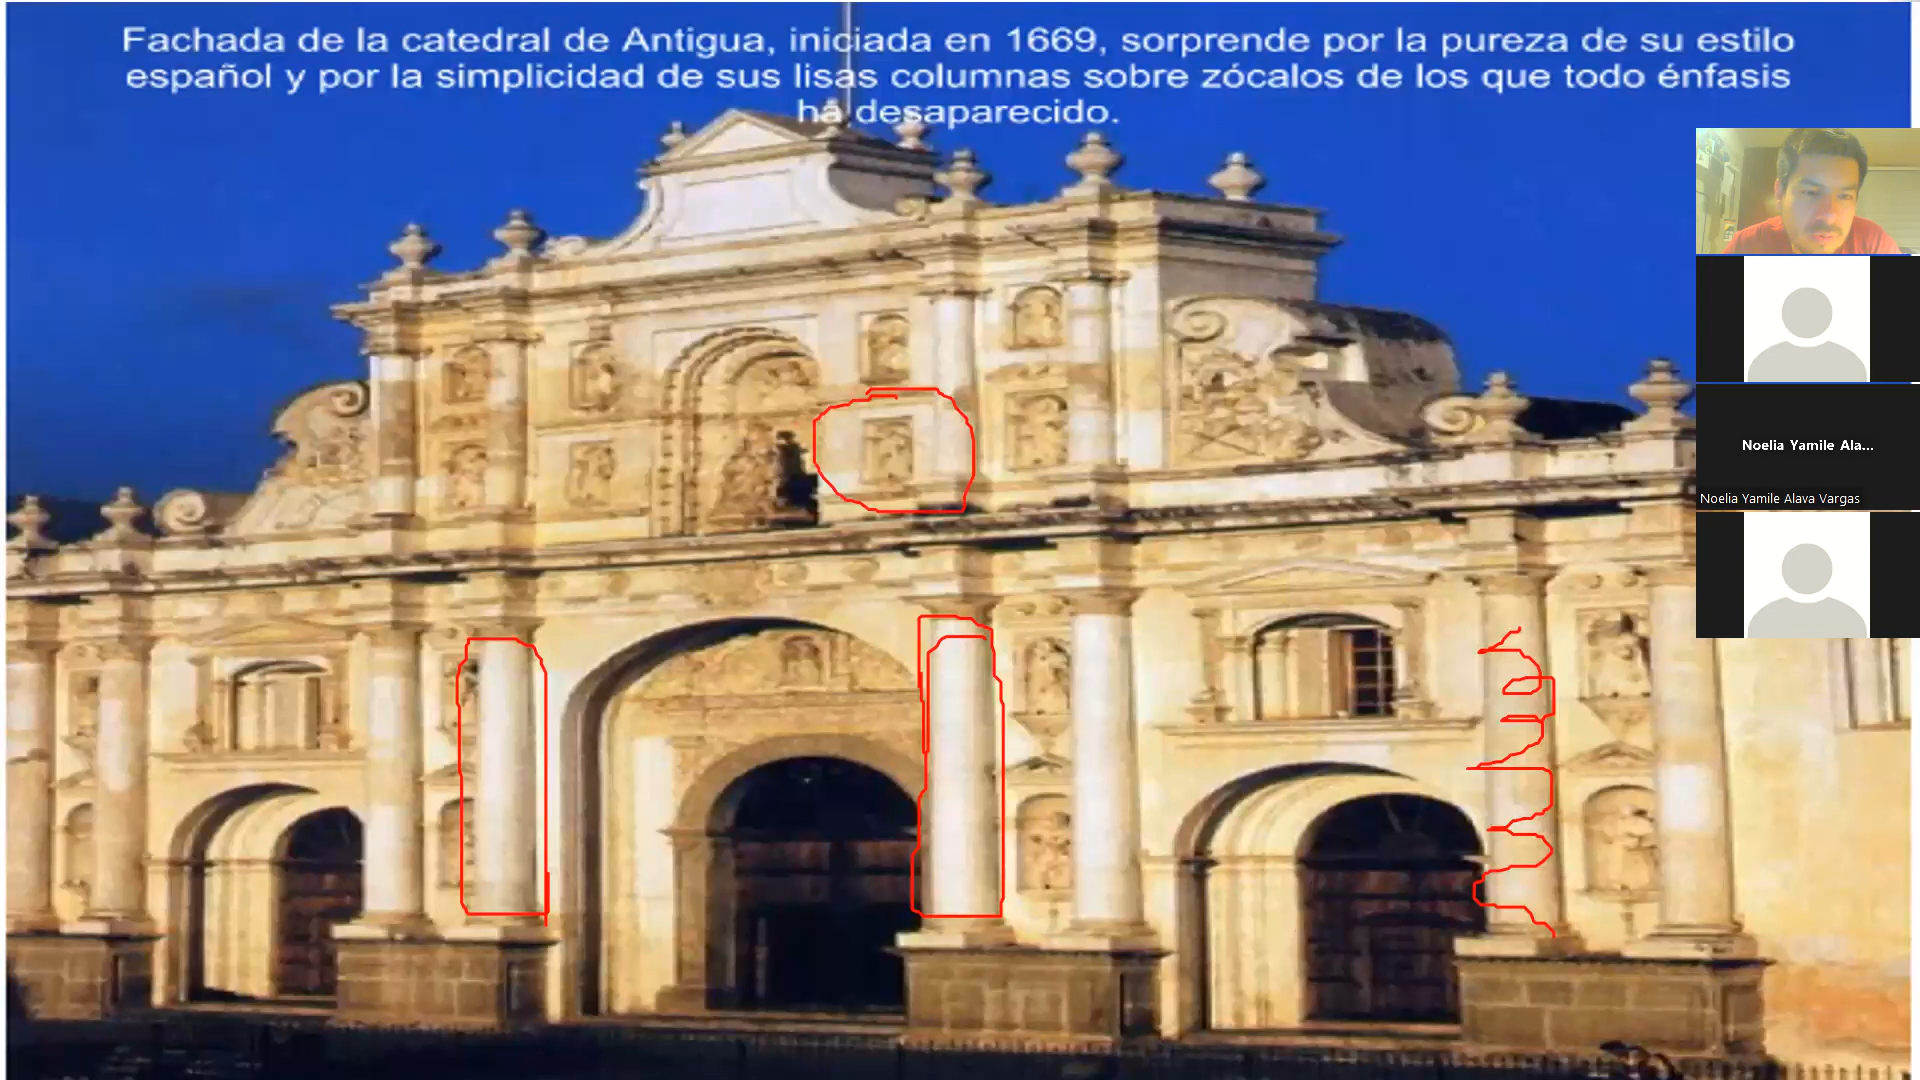 Fachada de la catedral de Antigua, iniciada en 1669, sorprende por la pureza de su estilo
español y por la simplicidad de sus lisas columnas sobre zócalos de los que todo énfasis
ha desaparecido.
Noelia Yamile Ala...
Noelia Yamile Alava Vargas